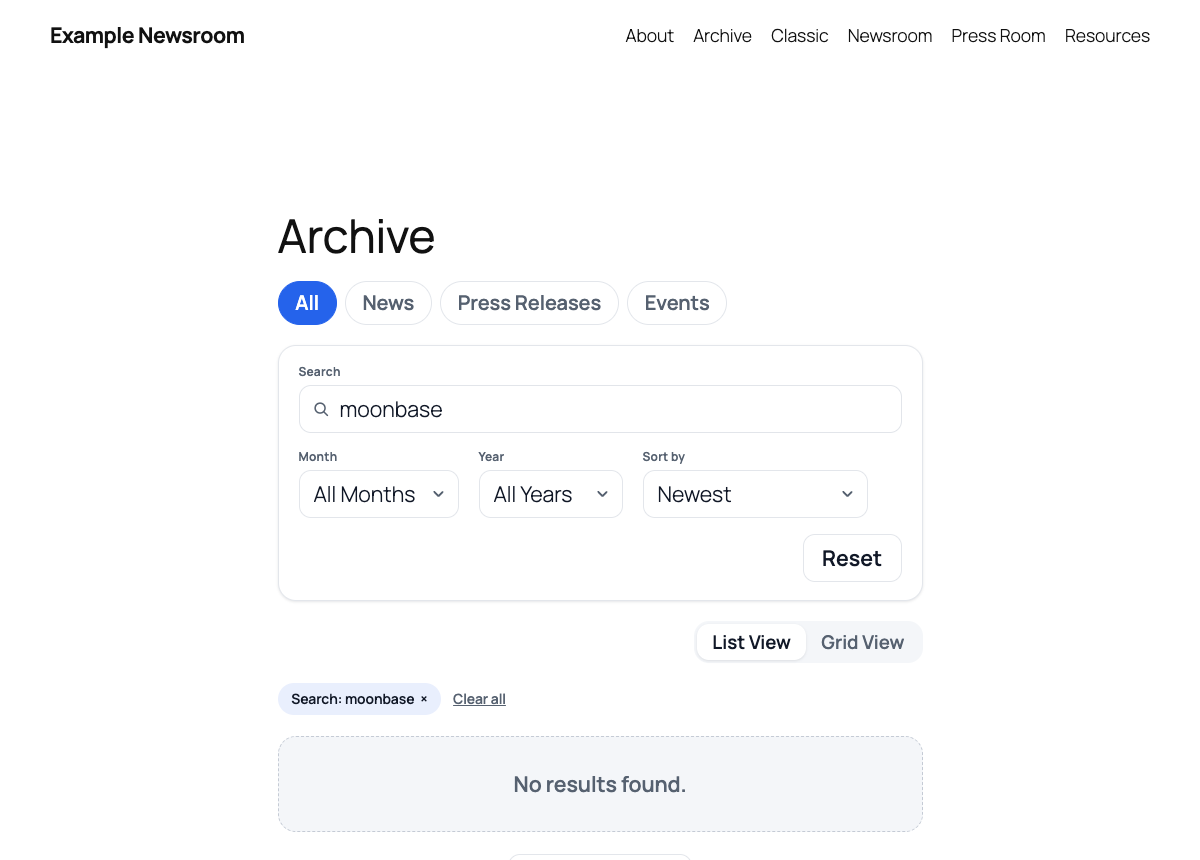 Example Newsroom
About Archive Classic Newsroom Press Room Resources
Archive
All News Press Releases Events
Search
moonbase
Month Year Sort by
All Months All Years Newest
Reset
List View Grid View
Search: moonbase × Clear all
No results found.